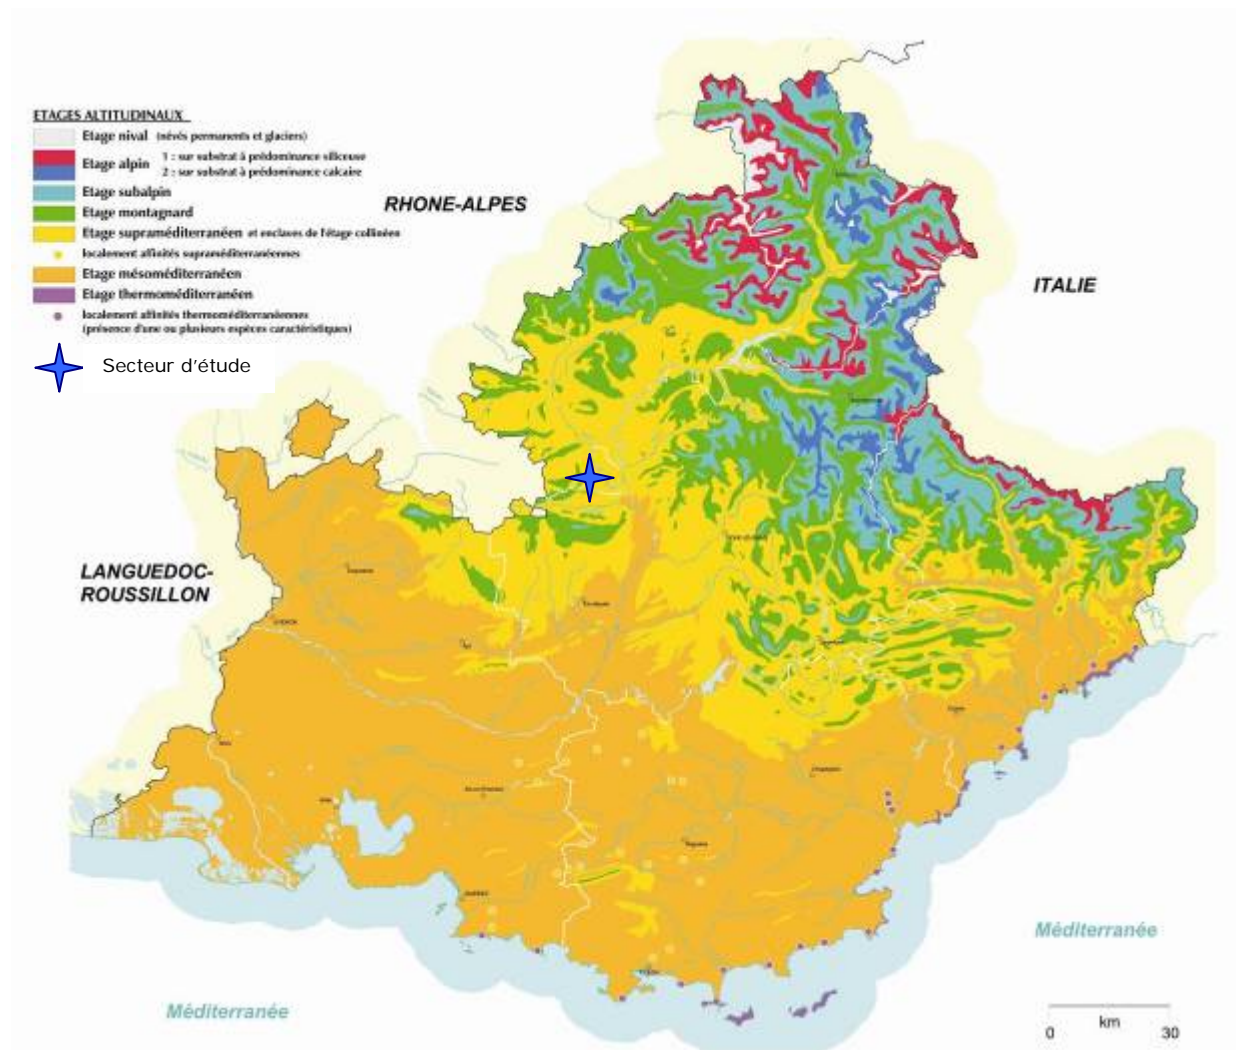 ETAGES ALTITUDINAUX
Etage nival (névés permanents et glaciers)
Etage alpin
1 : sur substrat à prédominance siliceuse
2 : sur substrat à prédominance calcaire
Etage subalpin
Etage montagnard
Etage supraméditerranéen et enclaves de l'étage collinéen
localement affinités supraméditerranéennes
Etage mésoméditerranéen
Etage thermoméditerranéen
localement affinités thermoméditerranéennes
(présence d'une ou plusieurs espèces caractéristiques)
Secteur d'étude
RHONE-ALPES
ITALIE
LANGUEDOC-
ROUSSILLON
Méditerranée
Méditerranée
km
0 30